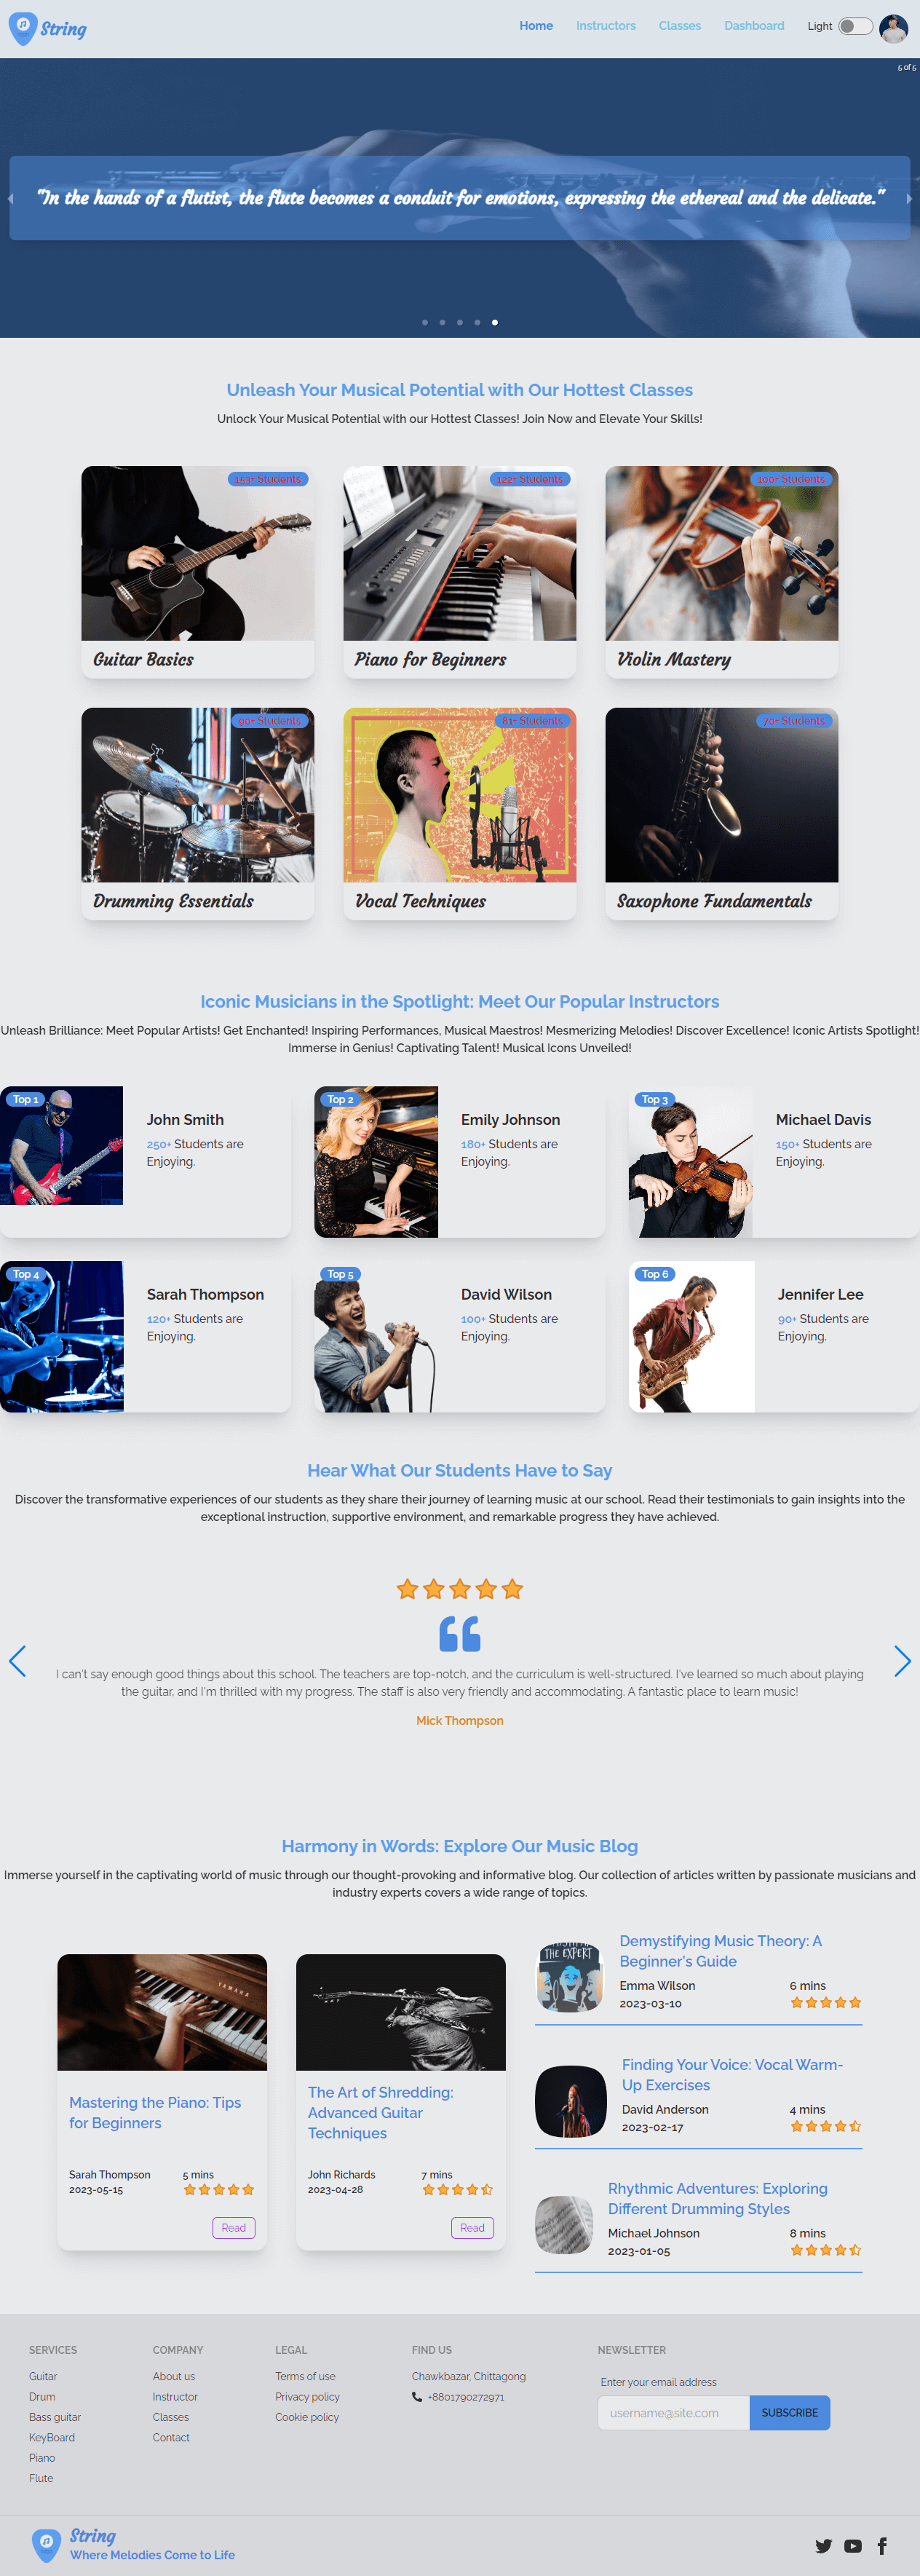 String
Home Instructors Classes Dashboard Light
5 of 5
"In the hands of a flutist, the flute becomes a conduit for emotions, expressing the ethereal and the delicate."
Unleash Your Musical Potential with Our Hottest Classes
Unlock Your Musical Potential with our Hottest Classes! Join Now and Elevate Your Skills!
153+ Students
122+ Students
100+ Students
Guitar Basics
Piano for Beginners
Violin Mastery
90+ Students
81+ Students
70+ Students
Drumming Essentials
Vocal Techniques
Saxophone Fundamentals
Iconic Musicians in the Spotlight: Meet Our Popular Instructors
Unleash Brilliance: Meet Popular Artists! Get Enchanted! Inspiring Performances, Musical Maestros! Mesmerizing Melodies! Discover Excellence! Iconic Artists Spotlight!
Immerse in Genius! Captivating Talent! Musical Icons Unveiled!
Top 1
John Smith
250+ Students are
Enjoying.
Top 2
Emily Johnson
180+ Students are
Enjoying.
Top 3
Michael Davis
150+ Students are
Enjoying.
Top 4
Sarah Thompson
120+ Students are
Enjoying.
Top 5
David Wilson
100+ Students are
Enjoying.
Top 6
Jennifer Lee
90+ Students are
Enjoying.
Hear What Our Students Have to Say
Discover the transformative experiences of our students as they share their journey of learning music at our school. Read their testimonials to gain insights into the
exceptional instruction, supportive environment, and remarkable progress they have achieved.
I can't say enough good things about this school. The teachers are top-notch, and the curriculum is well-structured. I've learned so much about playing
the guitar, and I'm thrilled with my progress. The staff is also very friendly and accommodating. A fantastic place to learn music!
Mick Thompson
Harmony in Words: Explore Our Music Blog
Immerse yourself in the captivating world of music through our thought-provoking and informative blog. Our collection of articles written by passionate musicians and
industry experts covers a wide range of topics.
YAMAHA
Mastering the Piano: Tips
for Beginners
Sarah Thompson 5 mins
2023-05-15
Read
The Art of Shredding:
Advanced Guitar
Techniques
John Richards 7 mins
2023-04-28
Read
THE EXPERT
Demystifying Music Theory: A
Beginner's Guide
Emma Wilson 6 mins
2023-03-10
Finding Your Voice: Vocal Warm-
Up Exercises
David Anderson 4 mins
2023-02-17
Rhythmic Adventures: Exploring
Different Drumming Styles
Michael Johnson 8 mins
2023-01-05
SERVICES
Guitar
Drum
Bass guitar
KeyBoard
Piano
Flute
COMPANY
About us
Instructor
Classes
Contact
LEGAL
Terms of use
Privacy policy
Cookie policy
FIND US
Chawkbazar, Chittagong
+8801790272971
NEWSLETTER
Enter your email address
username@site.com SUBSCRIBE
String
Where Melodies Come to Life